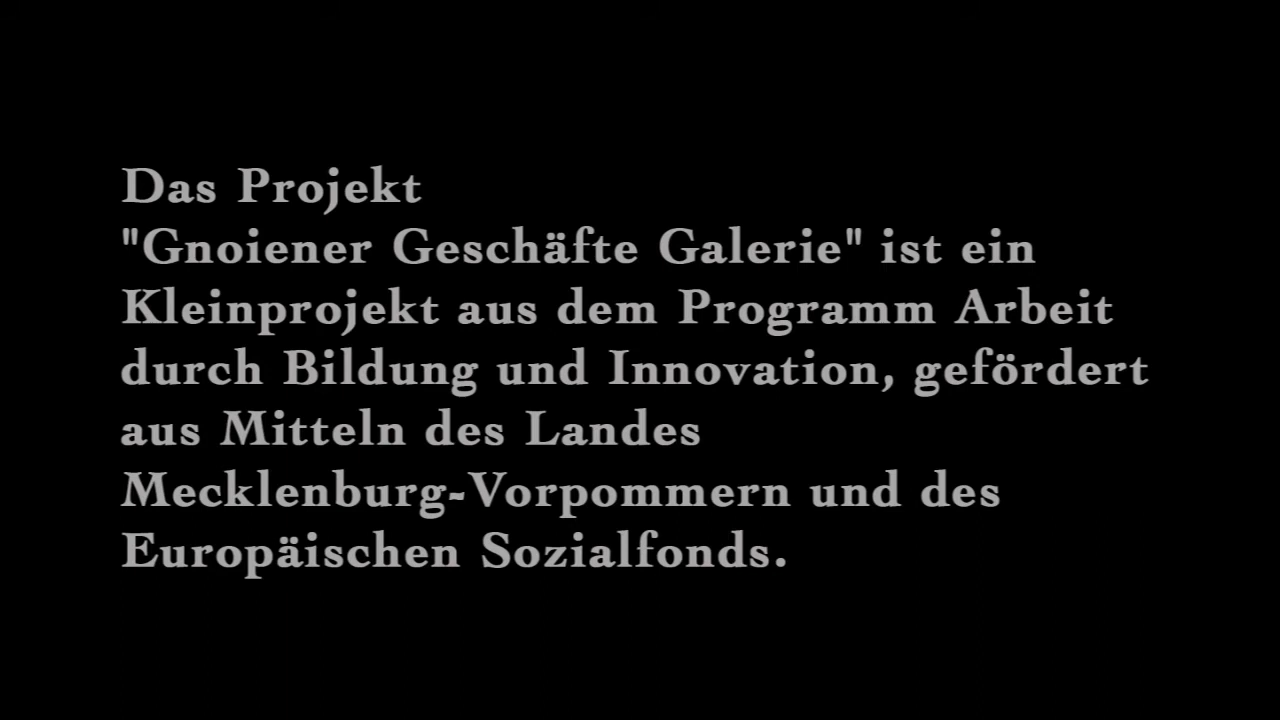 Das Projekt
"Gnoiener Geschäfte Galerie" ist ein
Kleinprojekt aus dem Programm Arbeit
durch Bildung und Innovation, gefördert
aus Mitteln des Landes
Mecklenburg-Vorpommern und des
Europäischen Sozialfonds.